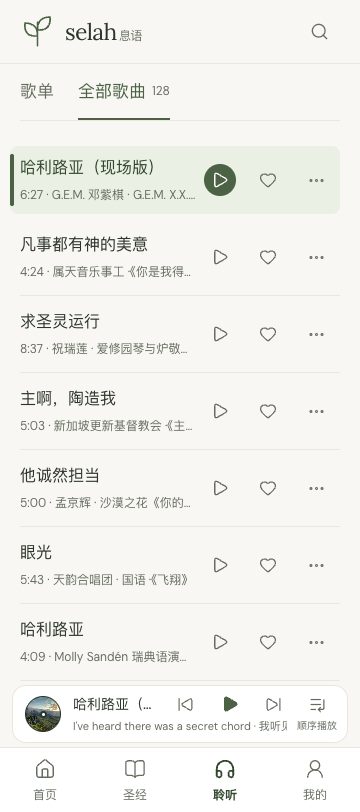 selah 息语
歌单 全部歌曲 128
哈利路亚（现场版）
6:27 · G.E.M. 邓紫棋 · G.E.M. X.X....
凡事都有神的美意
4:24 · 属天音乐事工《你是我得...
求圣灵运行
8:37 · 祝瑞莲 · 爱修园琴与炉敬...
主啊，陶造我
5:03 · 新加坡更新基督教会《主...
他诚然担当
5:00 · 孟京辉 · 沙漠之花《你的...
眼光
5:43 · 天韵合唱团 · 国语《飞翔》
哈利路亚
4:09 · Molly Sandén 瑞典语演...
哈利路亚（...
I've heard there was a secret chord · 我听 顺序播放
首页 圣经 聆听 我的